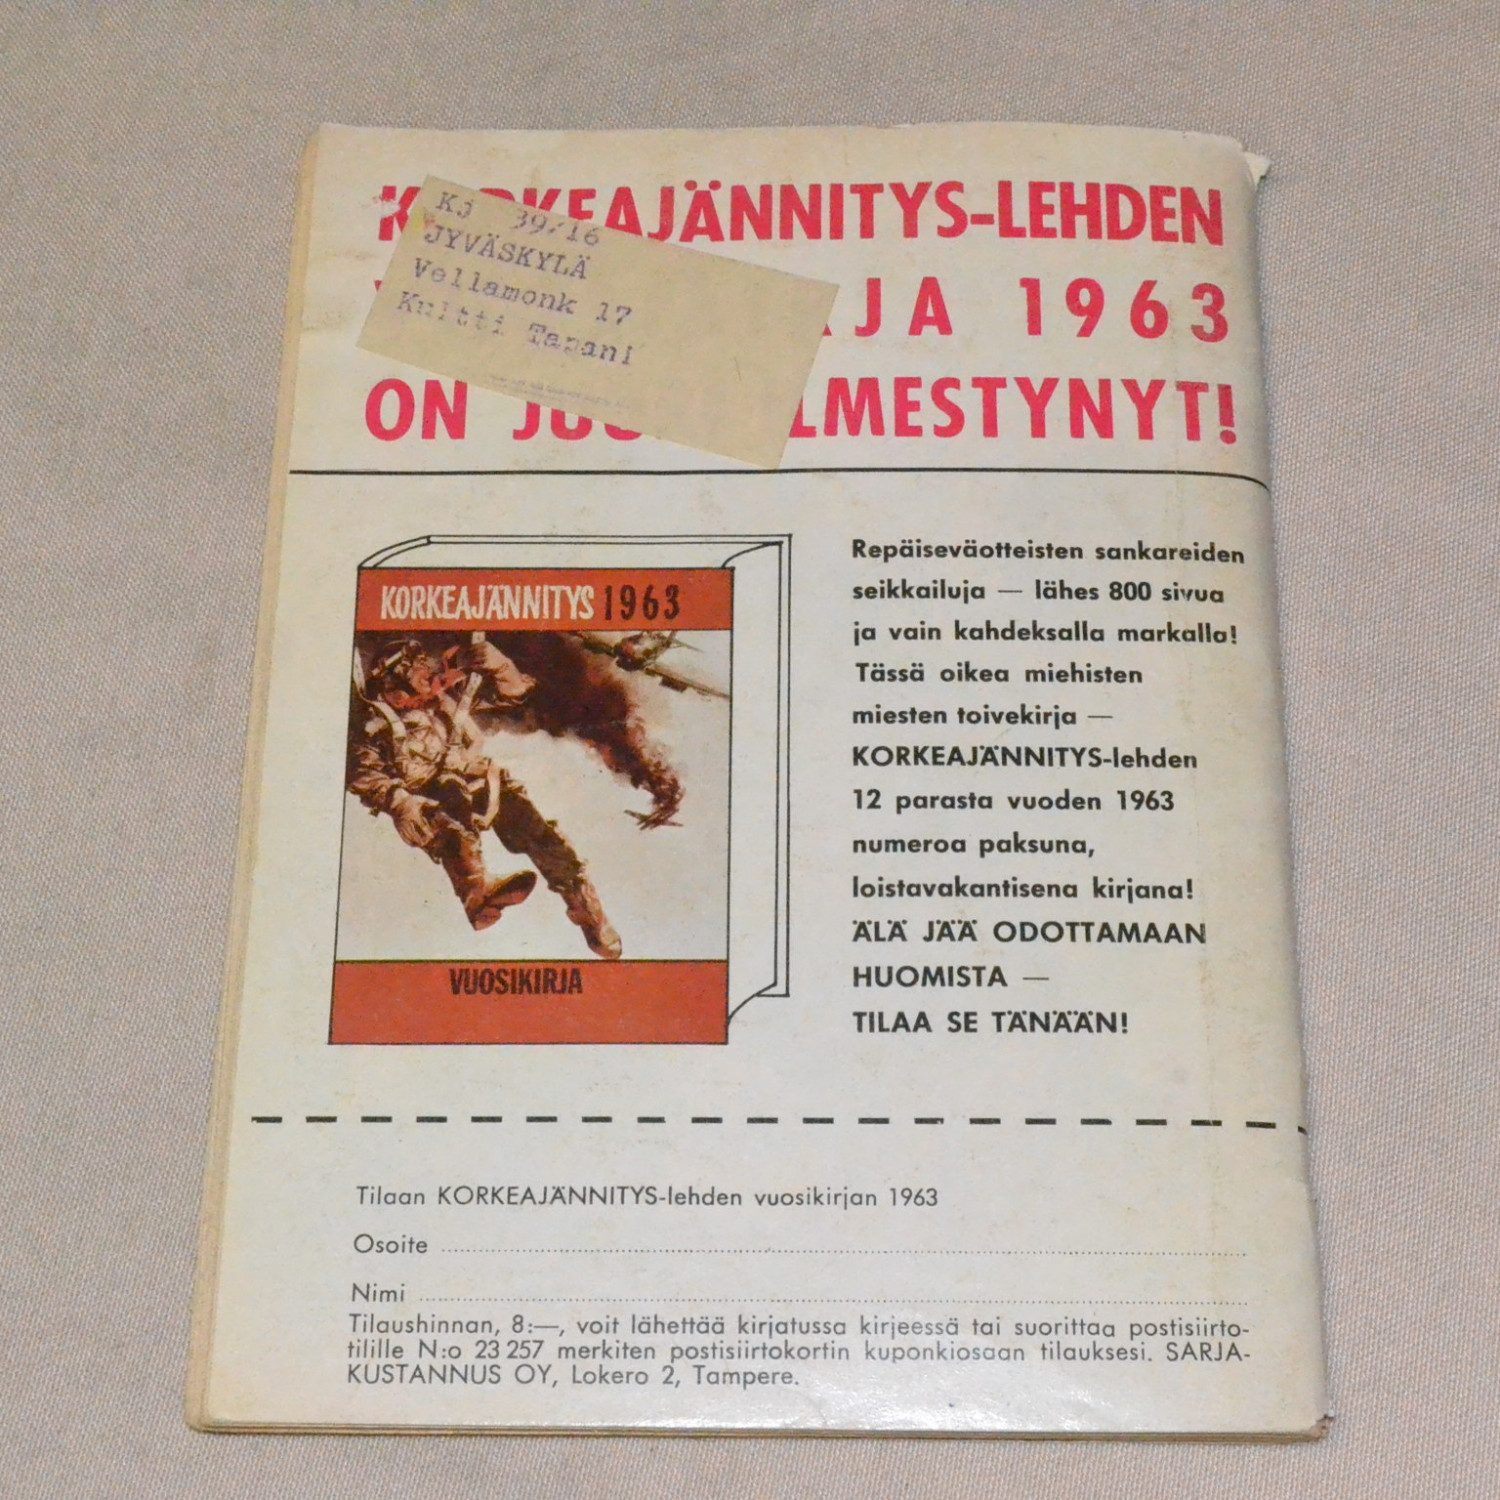 KORKEAJÄNNITYS-LEHDEN
JA 1963
ON JUURI ILMESTYNYT!
Kj 39/16
JYVÄSKYLÄ
Vellamonk 17
Kultti Tapani
KORKEAJÄNNITYS 1963
VUOSIKIRJA
Repäiseväotteisten sankareiden
seikkailuja — lähes 800 sivua
ja vain kahdeksalla markalla!
Tässä oikea miehisten
miesten toivekirja —
KORKEAJÄNNITYS-lehden
12 parasta vuoden 1963
numeroa paksuna,
loistavakantisena kirjana!
ÄLÄ JÄÄ ODOTTAMAAN
HUOMISTA —
TILAA SE TÄNÄÄN!
Tilaan KORKEAJÄNNITYS-lehden vuosikirjan 1963
Osoite
Nimi
Tilaushinnan, 8:—, voit lähettää kirjatussa kirjeessä tai suorittaa postisiirto-
tilille N:o 23 257 merkiten postisiirtokortin kuponkiosaan tilauksesi. SARJA-
KUSTANNUS OY, Lokero 2, Tampere.